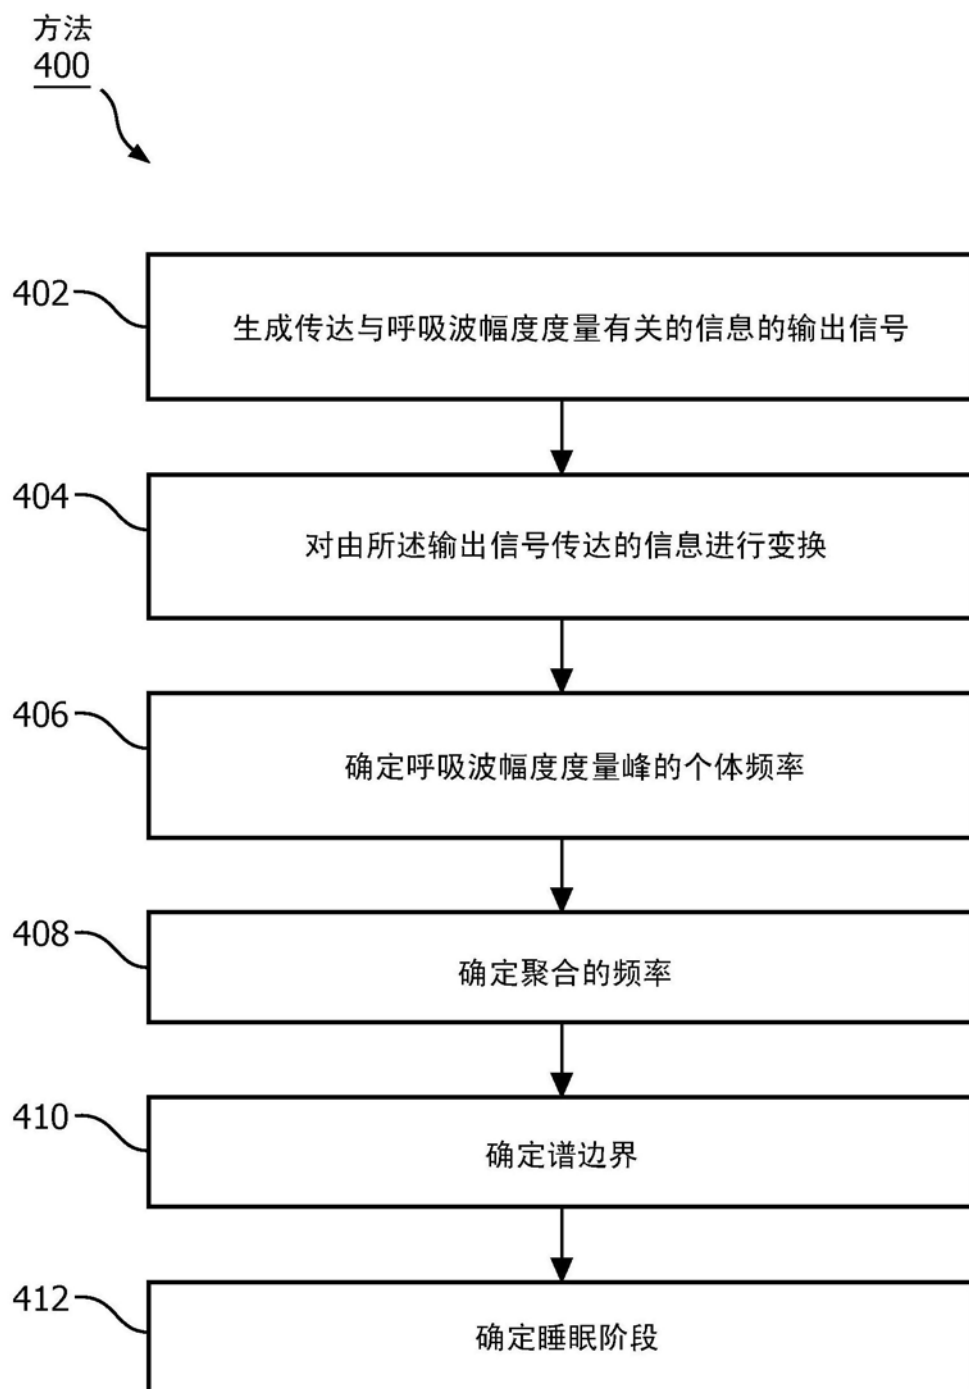 方法
400
402
生成传达与呼吸波幅度度量有关的信息的输出信号
404
对由所述输出信号传达的信息进行变换
406
确定呼吸波幅度度量峰的个体频率
408
确定聚合的频率
410
确定谱边界
412
确定睡眠阶段